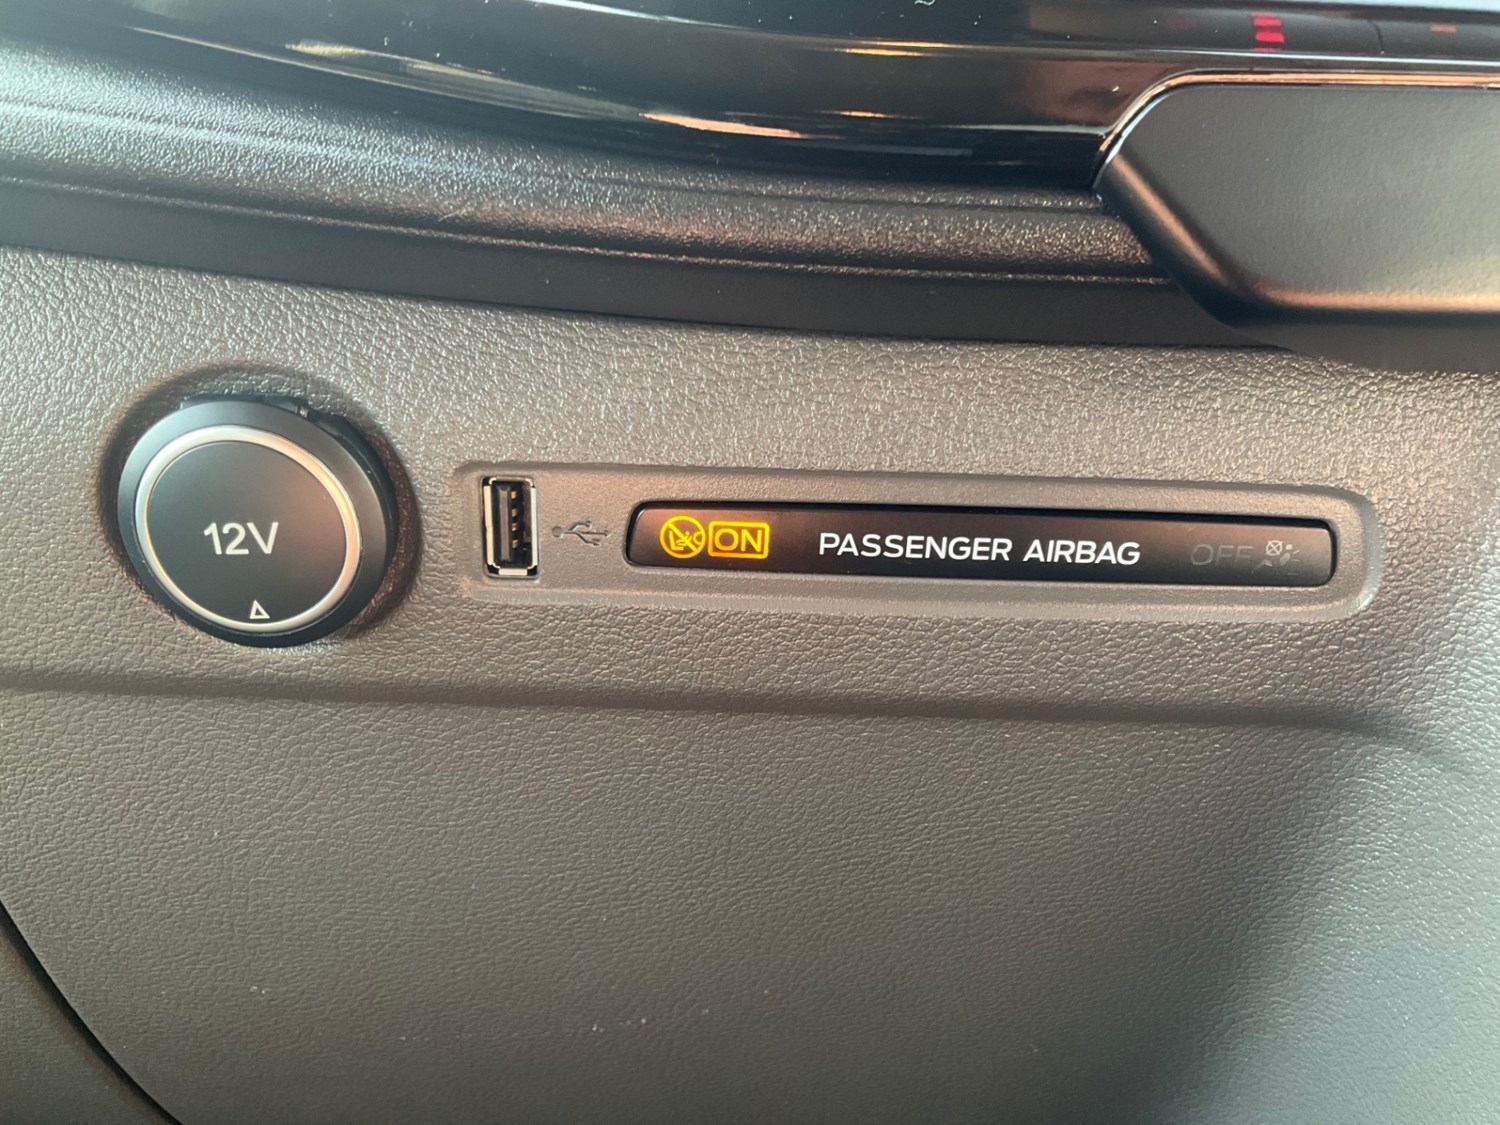 12V
ON PASSENGER AIRBAG OFF